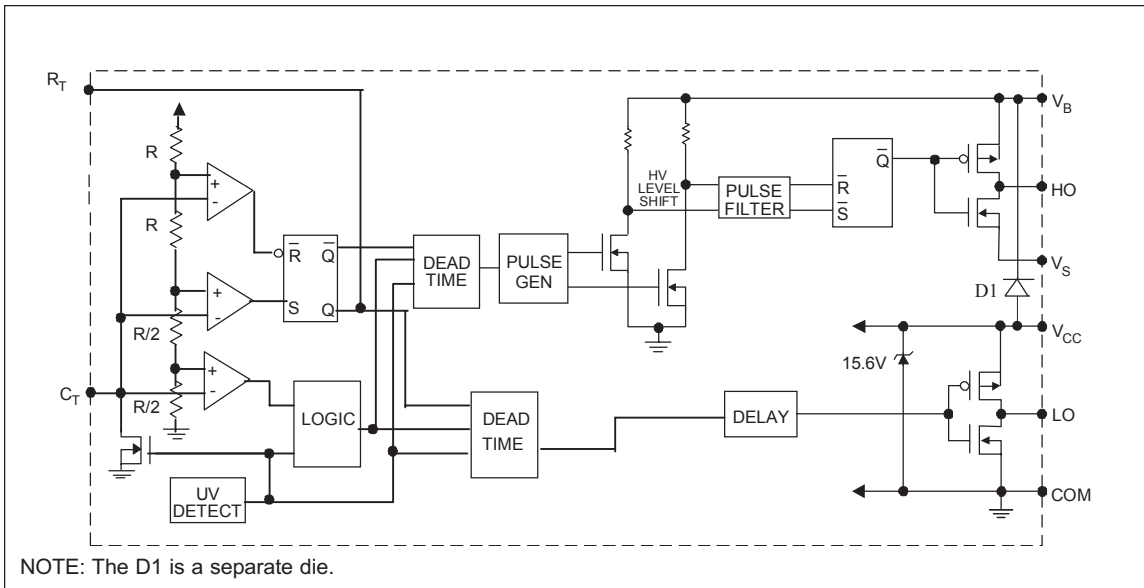 RT
VB
R
+
-
HV
LEVEL
SHIFT
PULSE
FILTER
R
S
Q
HO
R
R
Q
DEAD
TIME
PULSE
GEN
VS
+
-
S
Q
D1
R/2
VCC
15.6V
+
-
CT
R/2
LOGIC
DEAD
TIME
DELAY
LO
UV
DETECT
COM
NOTE: The D1 is a separate die.